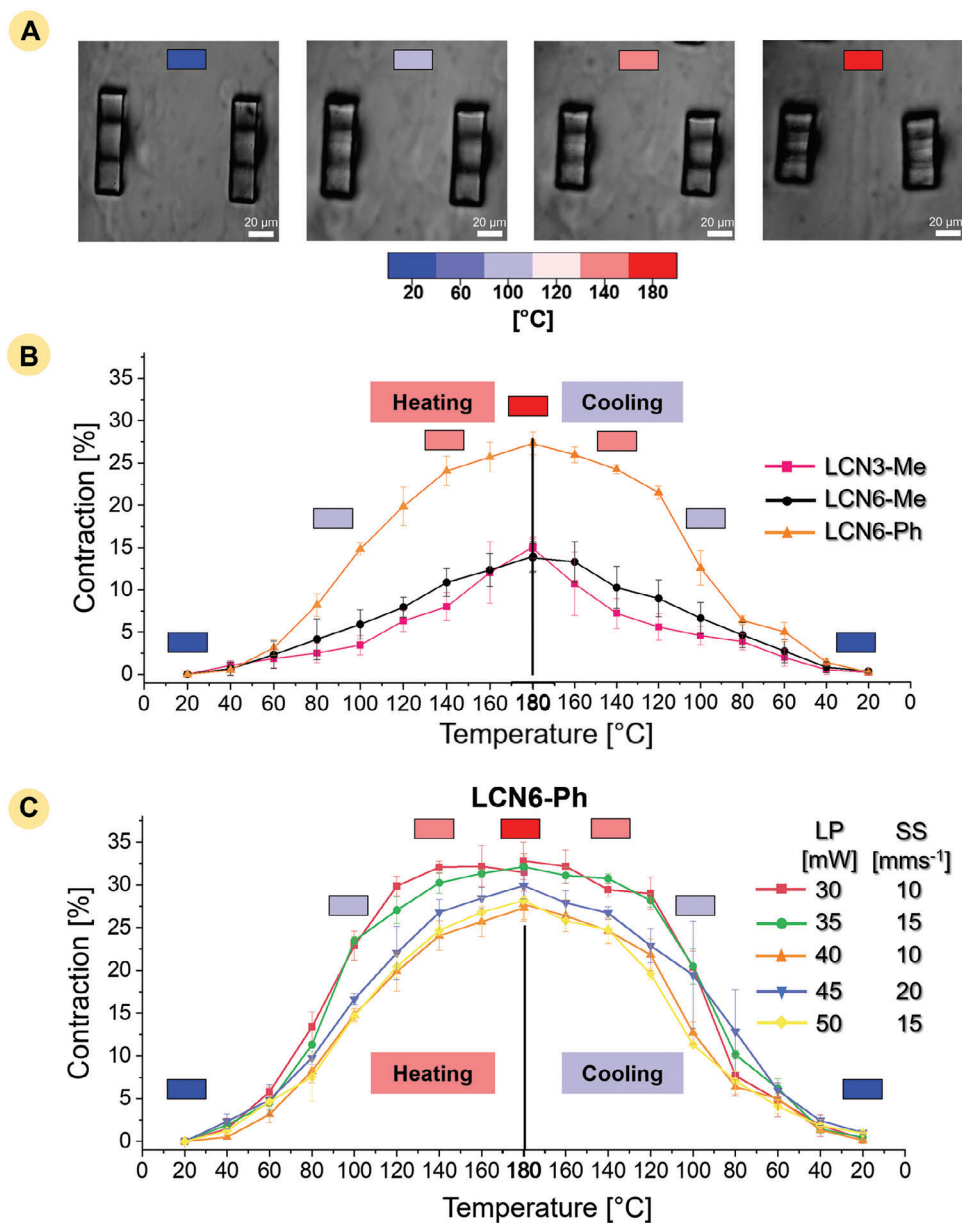 A
20 µm
20 µm
20 µm
20 µm
20 60 100 120 140 180
[°C]
B
Contraction [%]
35
30
25
20
15
10
5
0
Heating
Cooling
LCN3-Me
LCN6-Me
LCN6-Ph
0 20 40 60 80 100 120 140 160 180 160 140 120 100 80 60 40 20 0
Temperature [°C]
C
LCN6-Ph
Contraction [%]
35
30
25
20
15
10
5
0
Heating
Cooling
LP SS
[mW] [mms⁻¹]
30 10
35 15
40 10
45 20
50 15
0 20 40 60 80 100 120 140 160 180 160 140 120 100 80 60 40 20 0
Temperature [°C]